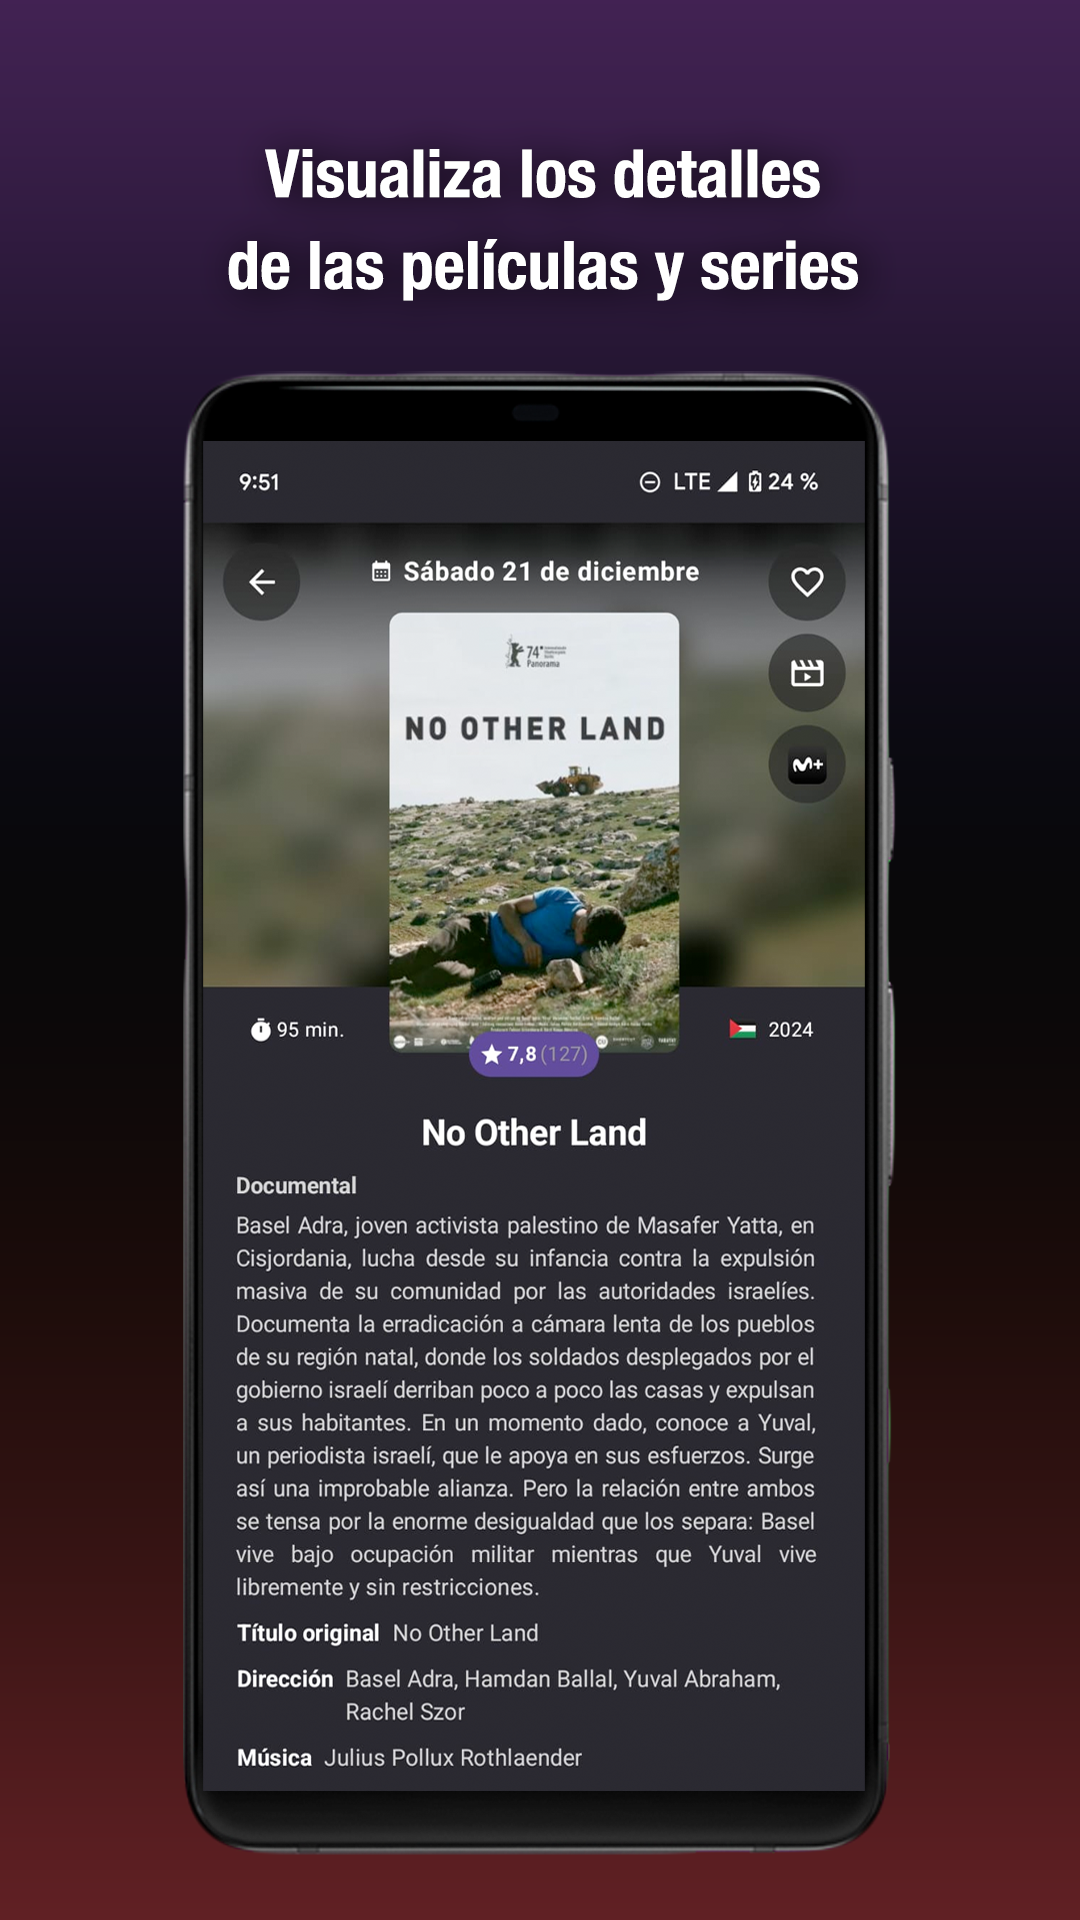 Visualiza los detalles
de las películas y series
9:51
LTE 24 %
Sábado 21 de diciembre
74
Panorama
NO OTHER LAND
M+
95 min.
2024
7,8 (127)
No Other Land
Documental
Basel Adra, joven activista palestino de Masafer Yatta, en
Cisjordania, lucha desde su infancia contra la expulsión
masiva de su comunidad por las autoridades israelíes.
Documenta la erradicación a cámara lenta de los pueblos
de su región natal, donde los soldados desplegados por el
gobierno israelí derriban poco a poco las casas y expulsan
a sus habitantes. En un momento dado, conoce a Yuval,
un periodista israelí, que le apoya en sus esfuerzos. Surge
así una improbable alianza. Pero la relación entre ambos
se tensa por la enorme desigualdad que los separa: Basel
vive bajo ocupación militar mientras que Yuval vive
libremente y sin restricciones.
Título original No Other Land
Dirección Basel Adra, Hamdan Ballal, Yuval Abraham,
Rachel Szor
Música Julius Pollux Rothlaender